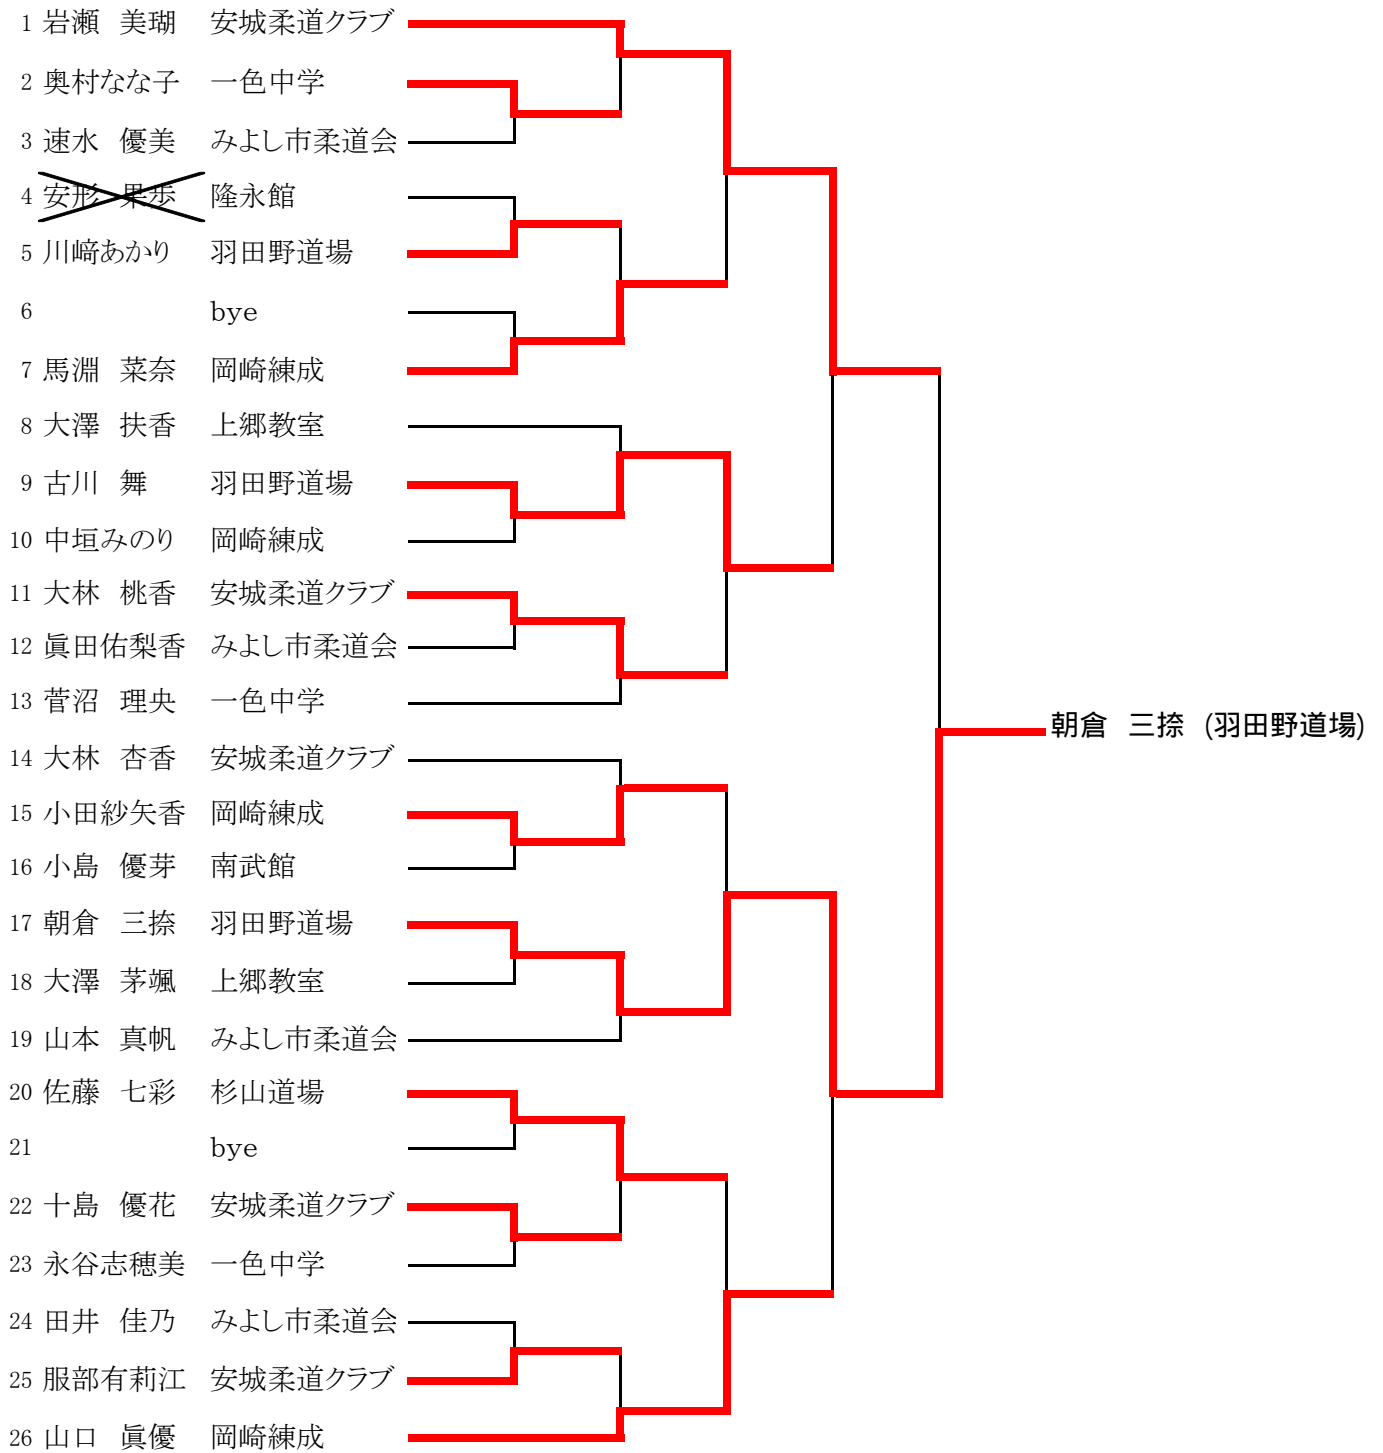 1 岩瀬 美瑚 安城柔道クラブ
2 奥村なな子 一色中学
3 速水 優美 みよし市柔道会
4 安形 果歩 隆永館
5 川﨑あかり 羽田野道場
6 bye
7 馬淵 菜奈 岡崎練成
8 大澤 扶香 上郷教室
9 古川 舞 羽田野道場
10 中垣みのり 岡崎練成
11 大林 桃香 安城柔道クラブ
12 眞田佑梨香 みよし市柔道会
13 菅沼 理央 一色中学
朝倉 三捺 (羽田野道場)
14 大林 杏香 安城柔道クラブ
15 小田紗矢香 岡崎練成
16 小島 優芽 南武館
17 朝倉 三捺 羽田野道場
18 大澤 茅颯 上郷教室
19 山本 真帆 みよし市柔道会
20 佐藤 七彩 杉山道場
21 bye
22 十島 優花 安城柔道クラブ
23 永谷志穂美 一色中学
24 田井 佳乃 みよし市柔道会
25 服部有莉江 安城柔道クラブ
26 山口 眞優 岡崎練成